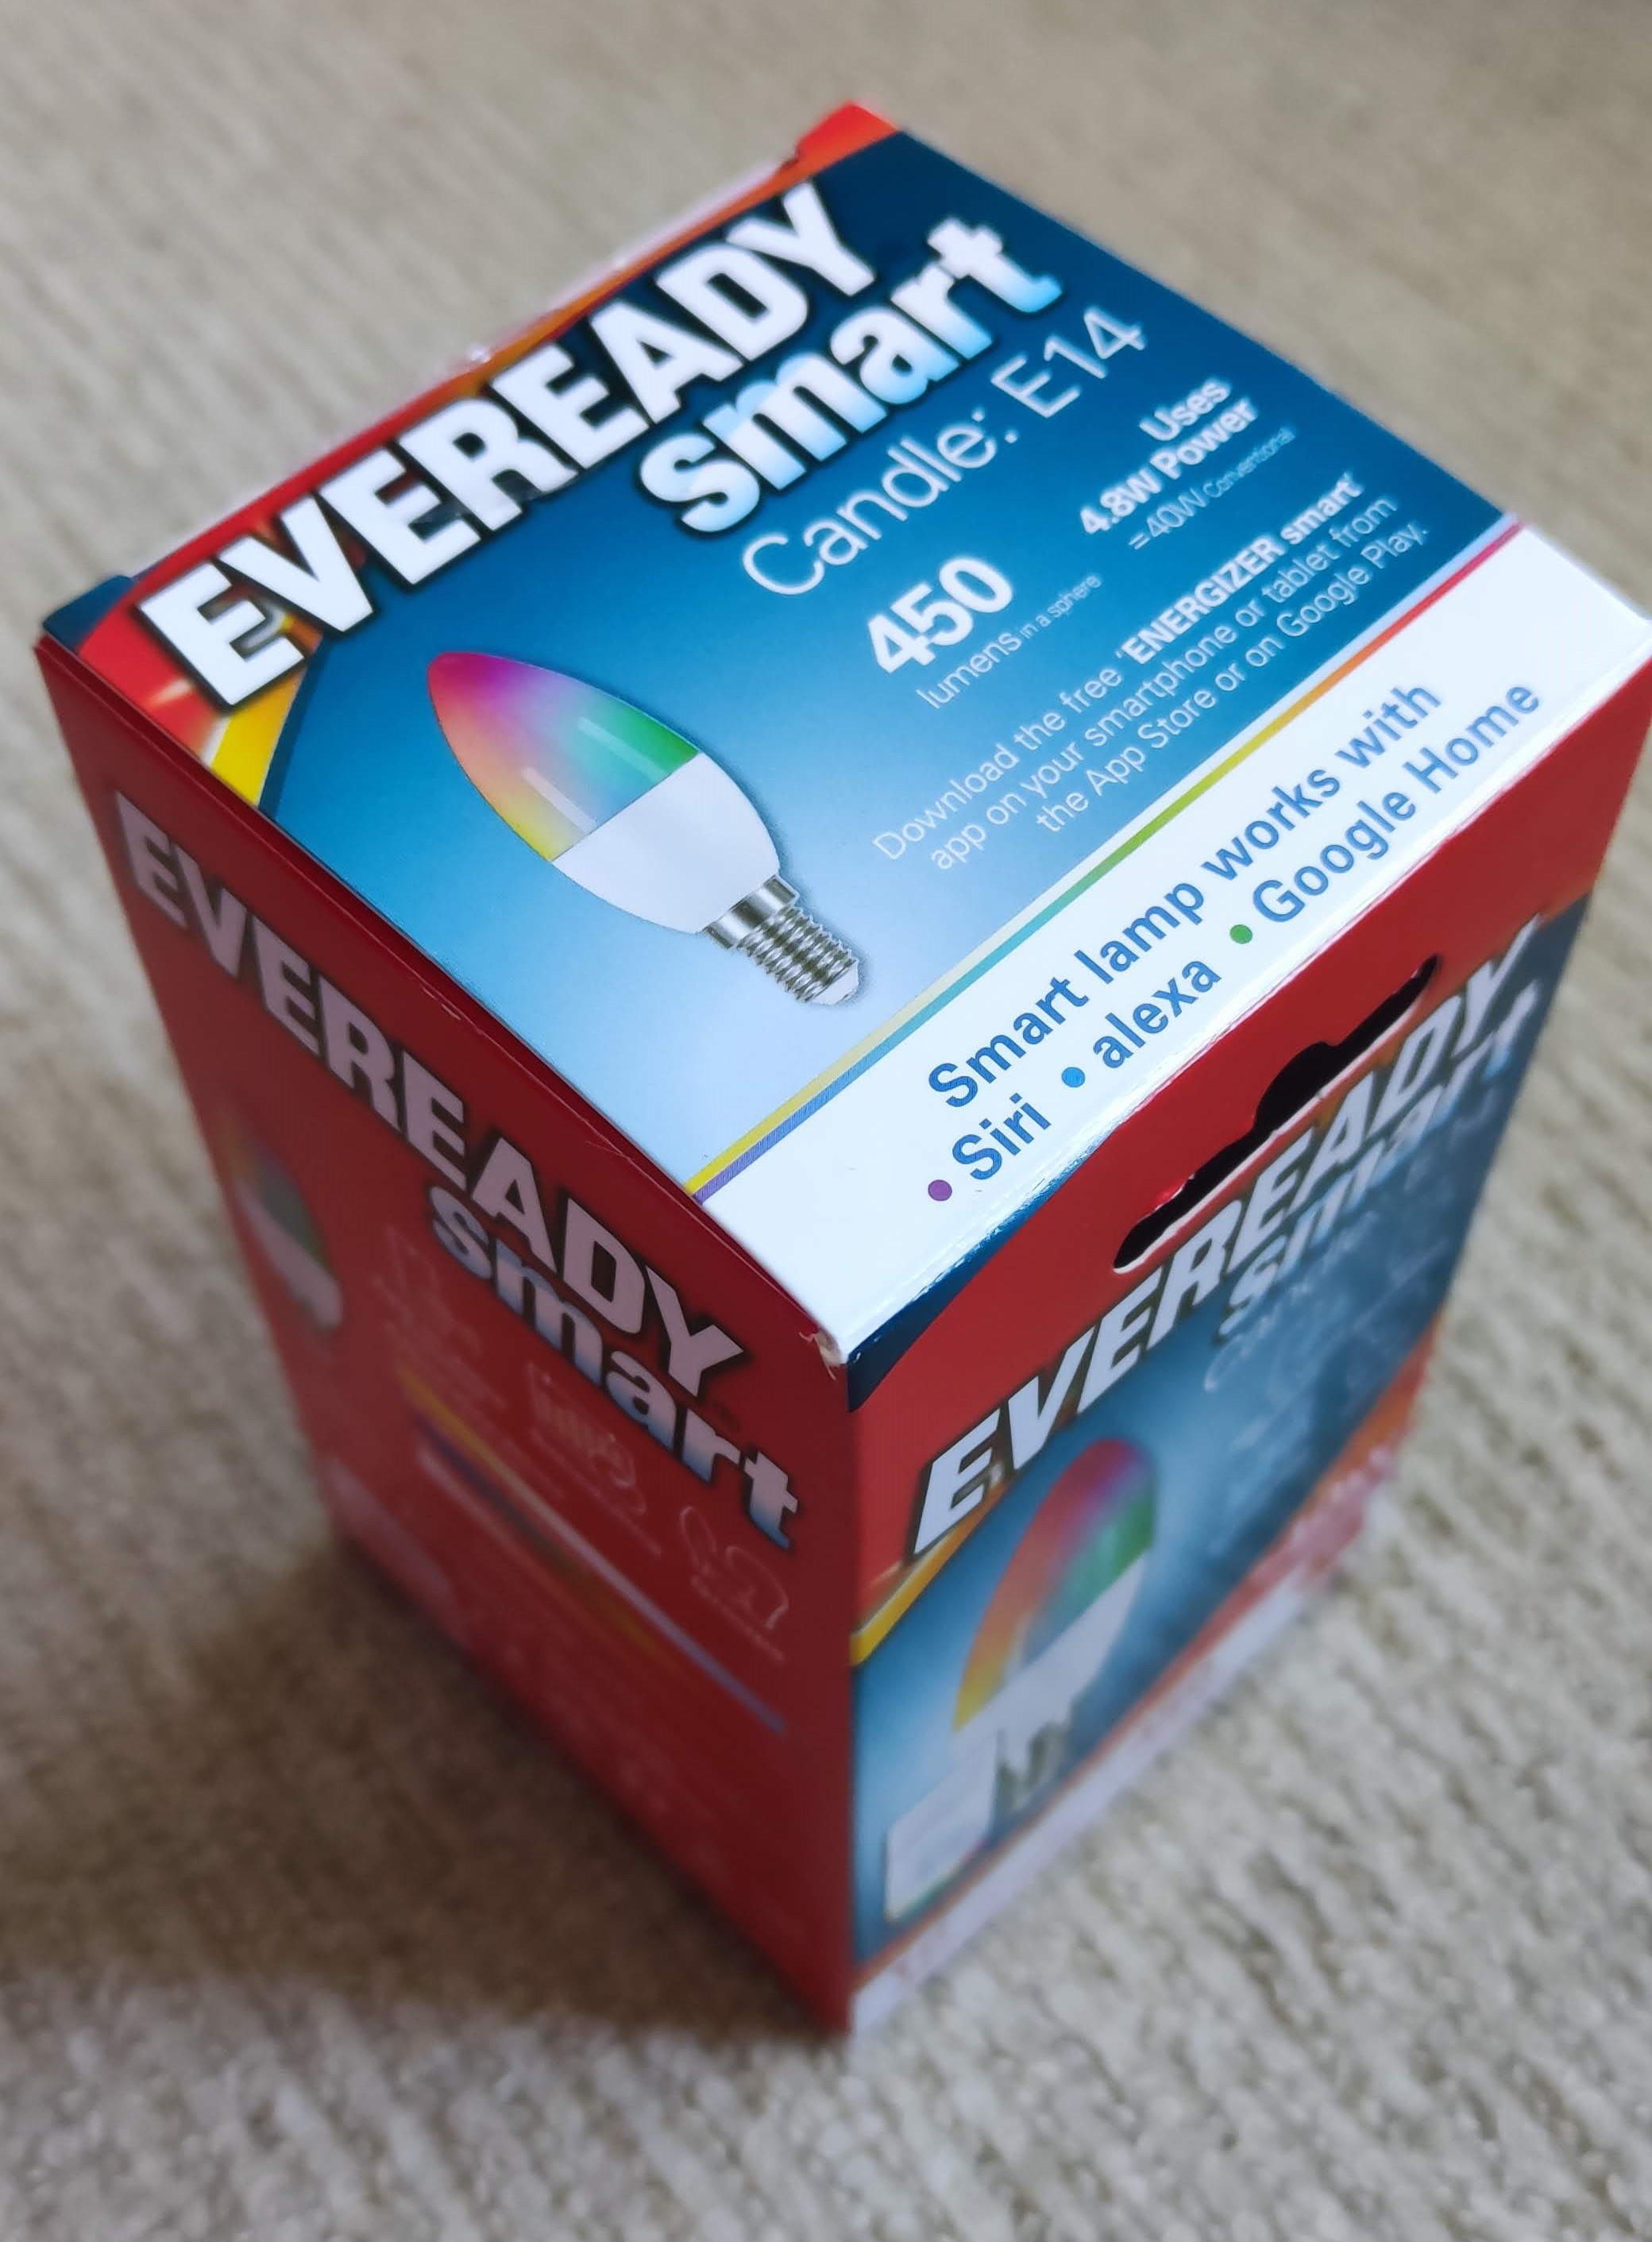 EVEREADY
smart
Candle: E14
450
lumens in a sphere
Uses
4.8W Power
=40W Conventional
Download the free 'ENERGIZER smart'
app on your smartphone or tablet from
the App Store or on Google Play.
Smart lamp works with
• Siri • alexa • Google Home
EVEREADY
smart
EVEREADY
smart